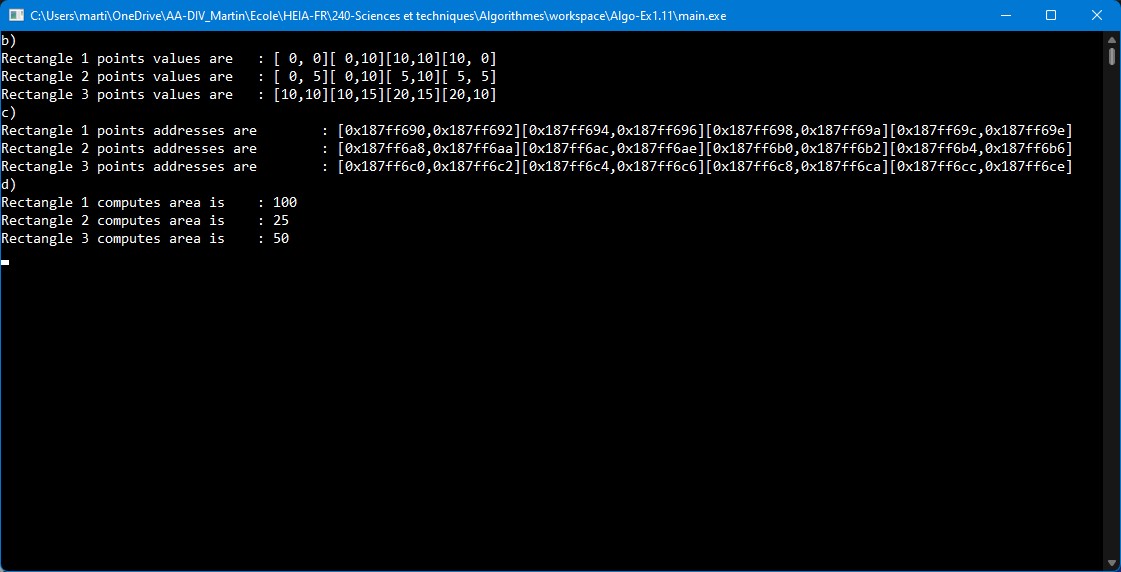 C:\Users\marti\OneDrive\AA-DIV_Martin\Ecole\HEIA-FR\240-Sciences et techniques\Algorithmes\workspace\Algo-Ex1.11\main.exe
b)
Rectangle 1 points values are   : [ 0, 0][ 0,10][10,10][10, 0]
Rectangle 2 points values are   : [ 0, 5][ 0,10][ 5,10][ 5, 5]
Rectangle 3 points values are   : [10,10][10,15][20,15][20,10]
c)
Rectangle 1 points addresses are        : [0x187ff690,0x187ff692][0x187ff694,0x187ff696][0x187ff698,0x187ff69a][0x187ff69c,0x187ff69e]
Rectangle 2 points addresses are        : [0x187ff6a8,0x187ff6aa][0x187ff6ac,0x187ff6ae][0x187ff6b0,0x187ff6b2][0x187ff6b4,0x187ff6b6]
Rectangle 3 points addresses are        : [0x187ff6c0,0x187ff6c2][0x187ff6c4,0x187ff6c6][0x187ff6c8,0x187ff6ca][0x187ff6cc,0x187ff6ce]
d)
Rectangle 1 computes area is    : 100
Rectangle 2 computes area is    : 25
Rectangle 3 computes area is    : 50